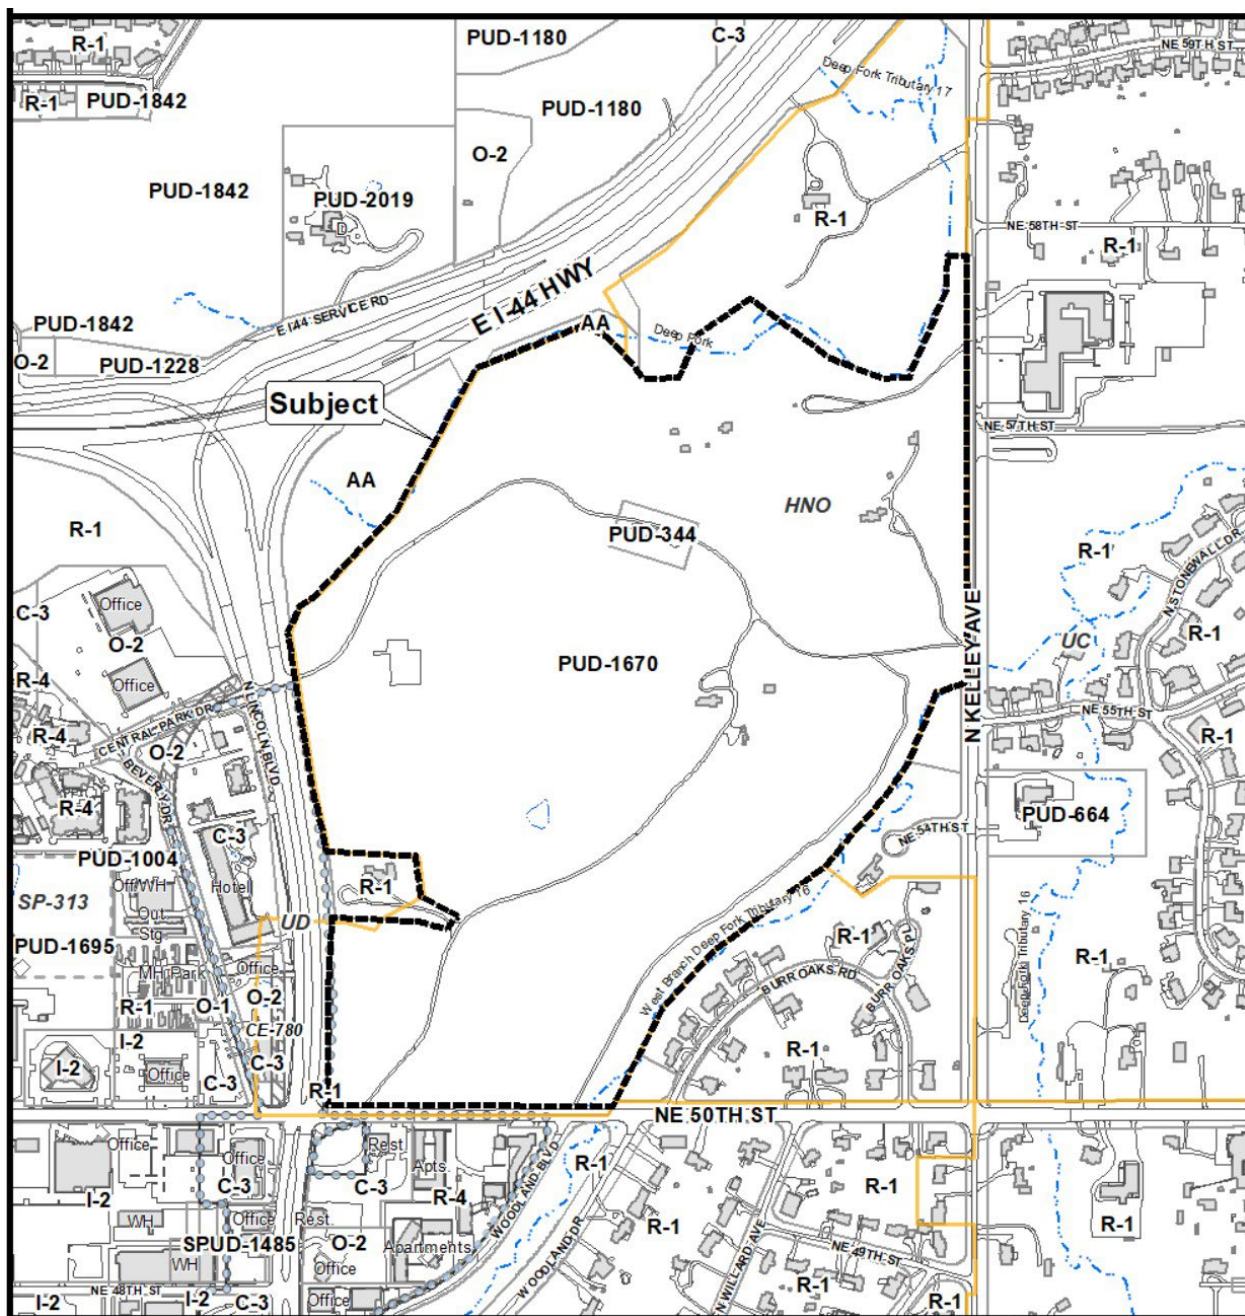 PUD-1180
C-3
R-1
NE 59TH ST
Deep Fork Tributary 17
R-1
PUD-1842
PUD-1180
O-2
PUD-1842
PUD-2019
R-1
NE 58TH ST
R-1
E I-44 HWY
E I-44 SERVICE RD
PUD-1842
AA
Deep Fork
O-2
PUD-1228
Subject
NE 57TH ST
AA
HNO
R-1
PUD-344
R-1
N STONEWALL DR
Office
C-3
O-2
N KELLEY AVE
UC
R-1
PUD-1670
R-4
Office
N LINCOLN BLVD
CENTRAL PARK DR
NE 55TH ST
R-4
O-2
R-1
BEVERLY DR
R-4
PUD-664
C-3
NE 54TH ST
PUD-1004
Off/WH
Hotel
R-1
SP-313
Out
Stg
UD
West Branch Deep Fork Tributary 16
Deep Fork Tributary 16
PUD-1695
R-1
BURR OAKS PL
MH Park
Office
R-1
BURR OAKS RD
R-1
O-1
O-2
CE-780
I-2
I-2
Office
C-3
C-3
R-1
R-1
NE 50TH ST
Office
Office
Rest
Apts.
WOODLAND BLVD
R-1
I-2
C-3
C-3
R-4
R-1
WH
Office
Rest.
R-1
R-1
SPUD-1485
O-2
Apartments
WOODLAND DR
N WILLARD AVE
NE 49TH ST
WH
Office
NE 48TH ST
R-1
I-2
I-2
C-3
Office
R-1